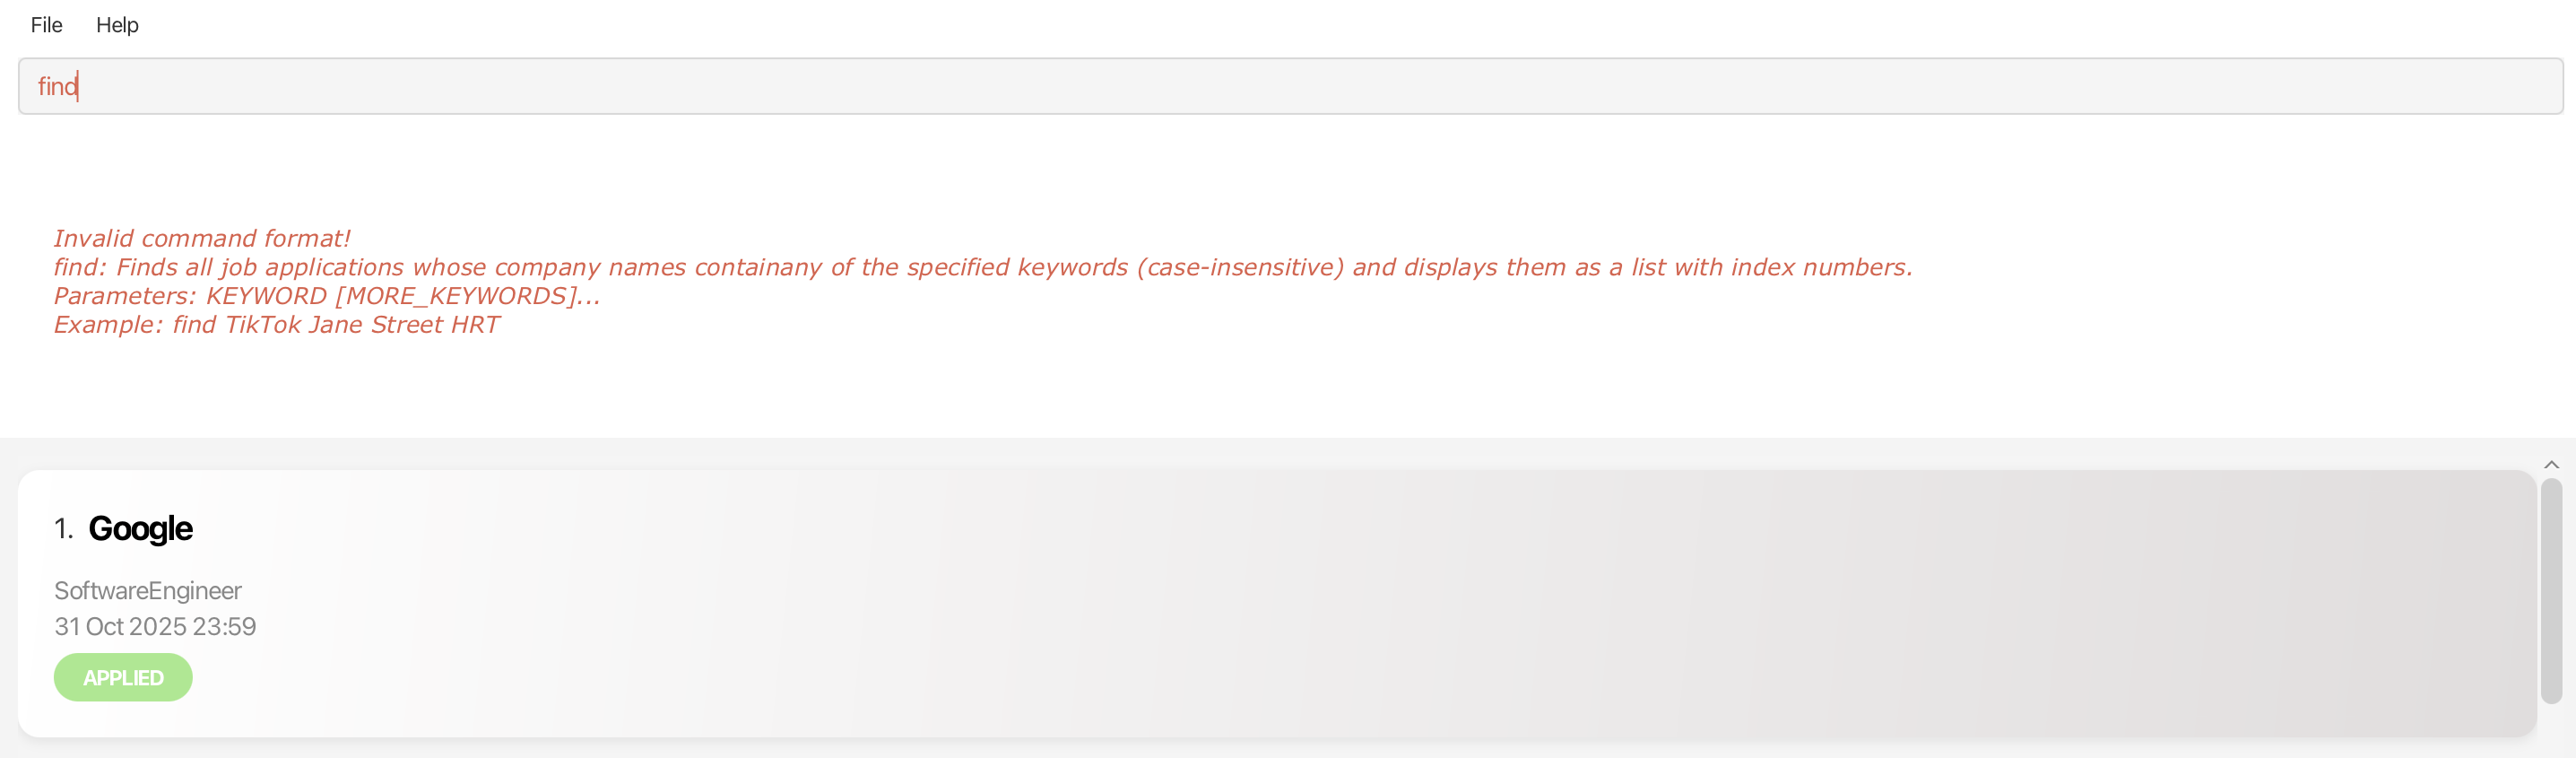 File Help
find
Invalid command format!
find: Finds all job applications whose company names containany of the specified keywords (case-insensitive) and displays them as a list with index numbers.
Parameters: KEYWORD [MORE_KEYWORDS]...
Example: find TikTok Jane Street HRT
1. Google
SoftwareEngineer
31 Oct 2025 23:59
APPLIED